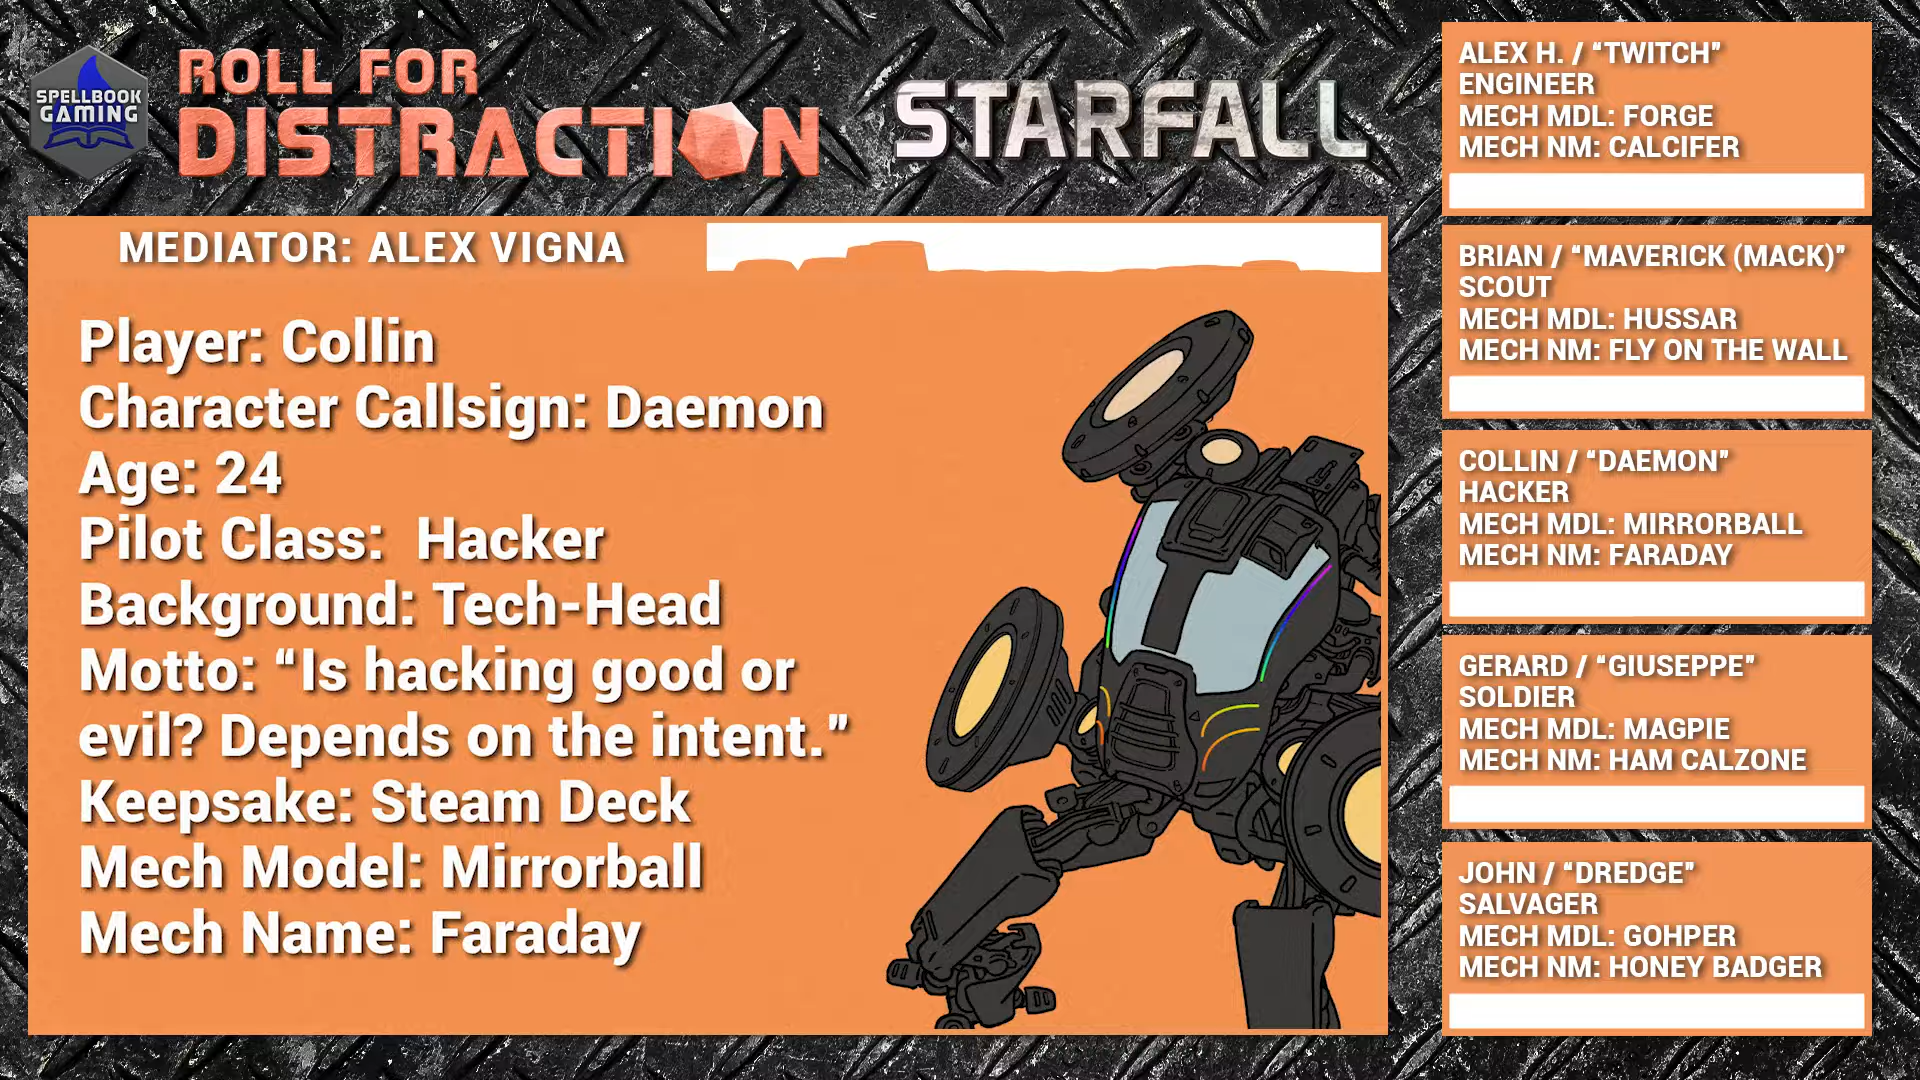 SPELLBOOK
GAMING
ROLL FOR
DISTRACTION
STARFALL
MEDIATOR: ALEX VIGNA
Player: Collin
Character Callsign: Daemon
Age: 24
Pilot Class: Hacker
Background: Tech-Head
Motto: “Is hacking good or
evil? Depends on the intent.”
Keepsake: Steam Deck
Mech Model: Mirrorball
Mech Name: Faraday
ALEX H. / “TWITCH”
ENGINEER
MECH MDL: FORGE
MECH NM: CALCIFER
BRIAN / “MAVERICK (MACK)”
SCOUT
MECH MDL: HUSSAR
MECH NM: FLY ON THE WALL
COLLIN / “DAEMON”
HACKER
MECH MDL: MIRRORBALL
MECH NM: FARADAY
GERARD / “GIUSEPPE”
SOLDIER
MECH MDL: MAGPIE
MECH NM: HAM CALZONE
JOHN / “DREDGE”
SALVAGER
MECH MDL: GOHPER
MECH NM: HONEY BADGER